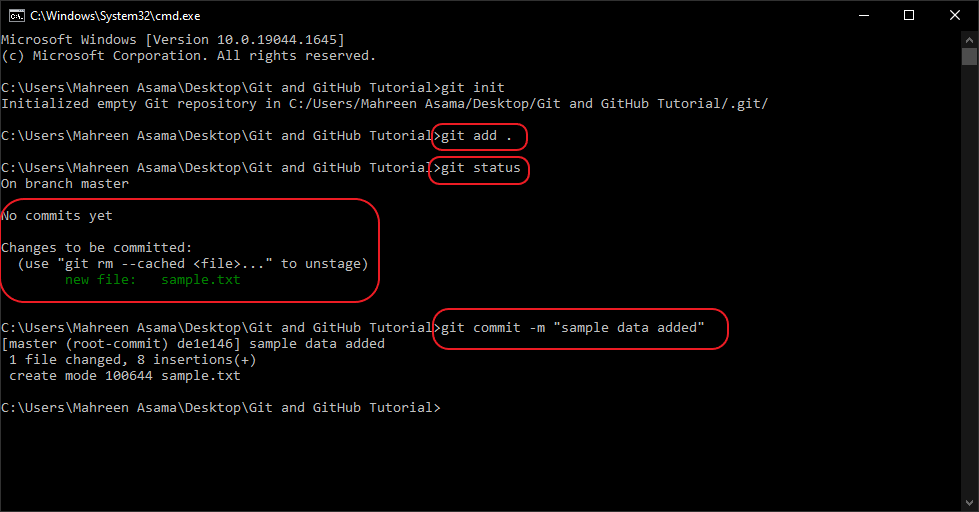 C:\Windows\System32\cmd.exe
Microsoft Windows [Version 10.0.19044.1645]
(c) Microsoft Corporation. All rights reserved.
C:\Users\Mahreen Asama\Desktop\Git and GitHub Tutorial>git init
Initialized empty Git repository in C:/Users/Mahreen Asama/Desktop/Git and GitHub Tutorial/.git/
C:\Users\Mahreen Asama\Desktop\Git and GitHub Tutorial>git add .
C:\Users\Mahreen Asama\Desktop\Git and GitHub Tutorial>git status
On branch master
No commits yet
Changes to be committed:
  (use "git rm --cached <file>..." to unstage)
        new file:   sample.txt
C:\Users\Mahreen Asama\Desktop\Git and GitHub Tutorial>git commit -m "sample data added"
[master (root-commit) de1e146] sample data added
 1 file changed, 8 insertions(+)
 create mode 100644 sample.txt
C:\Users\Mahreen Asama\Desktop\Git and GitHub Tutorial>